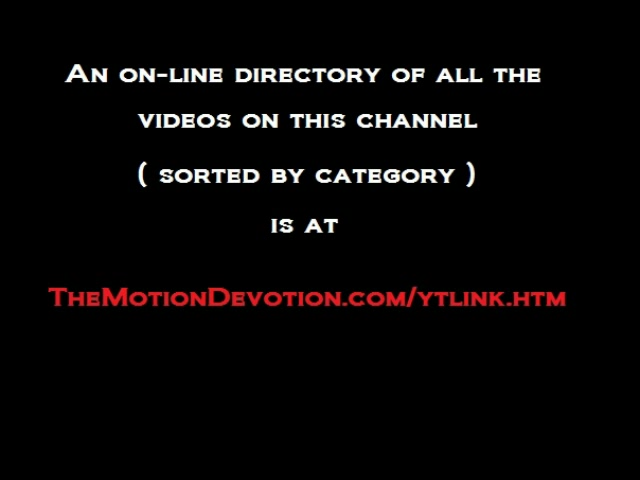 An on-line directory of all the
videos on this channel
( sorted by category )
is at
TheMotionDevotion.com/ytlink.htm